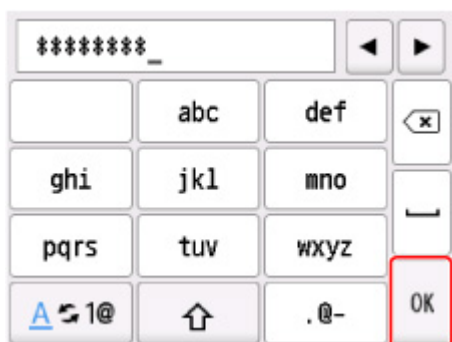 ********_
abc def
ghi jkl mno
pqrs tuv wxyz
A 1@ .@- OK